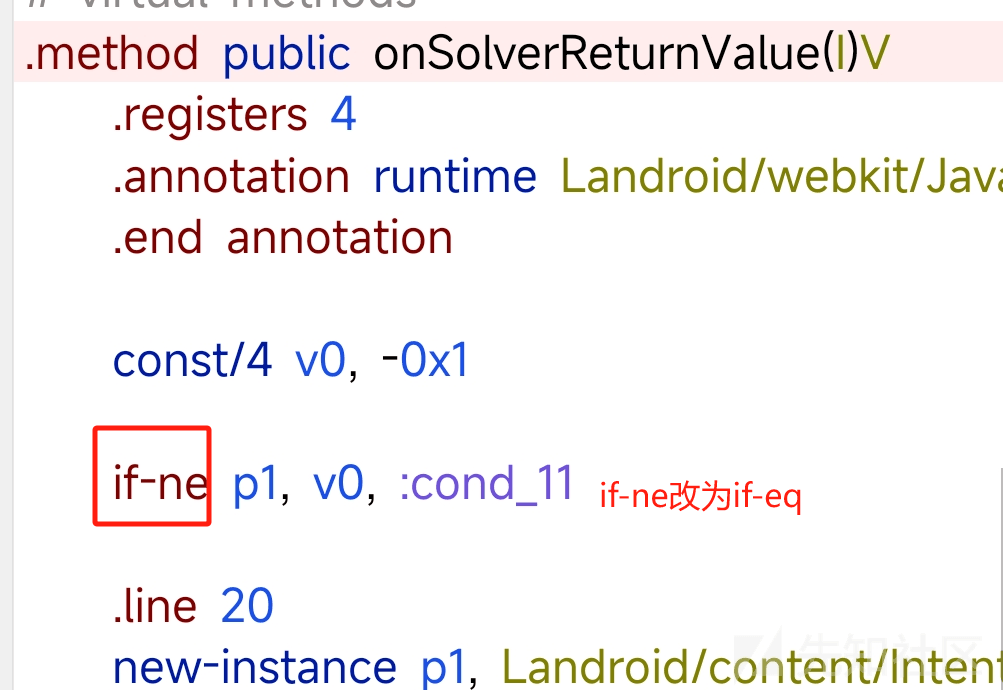 # virtual methods
.method public onSolverReturnValue(I)V
.registers 4
.annotation runtime Landroid/webkit/Java
.end annotation
const/4 v0, -0x1
if-ne p1, v0, :cond_11 if-ne改为if-eq
.line 20
new-instance p1, Landroid/content/Intent
先知社区